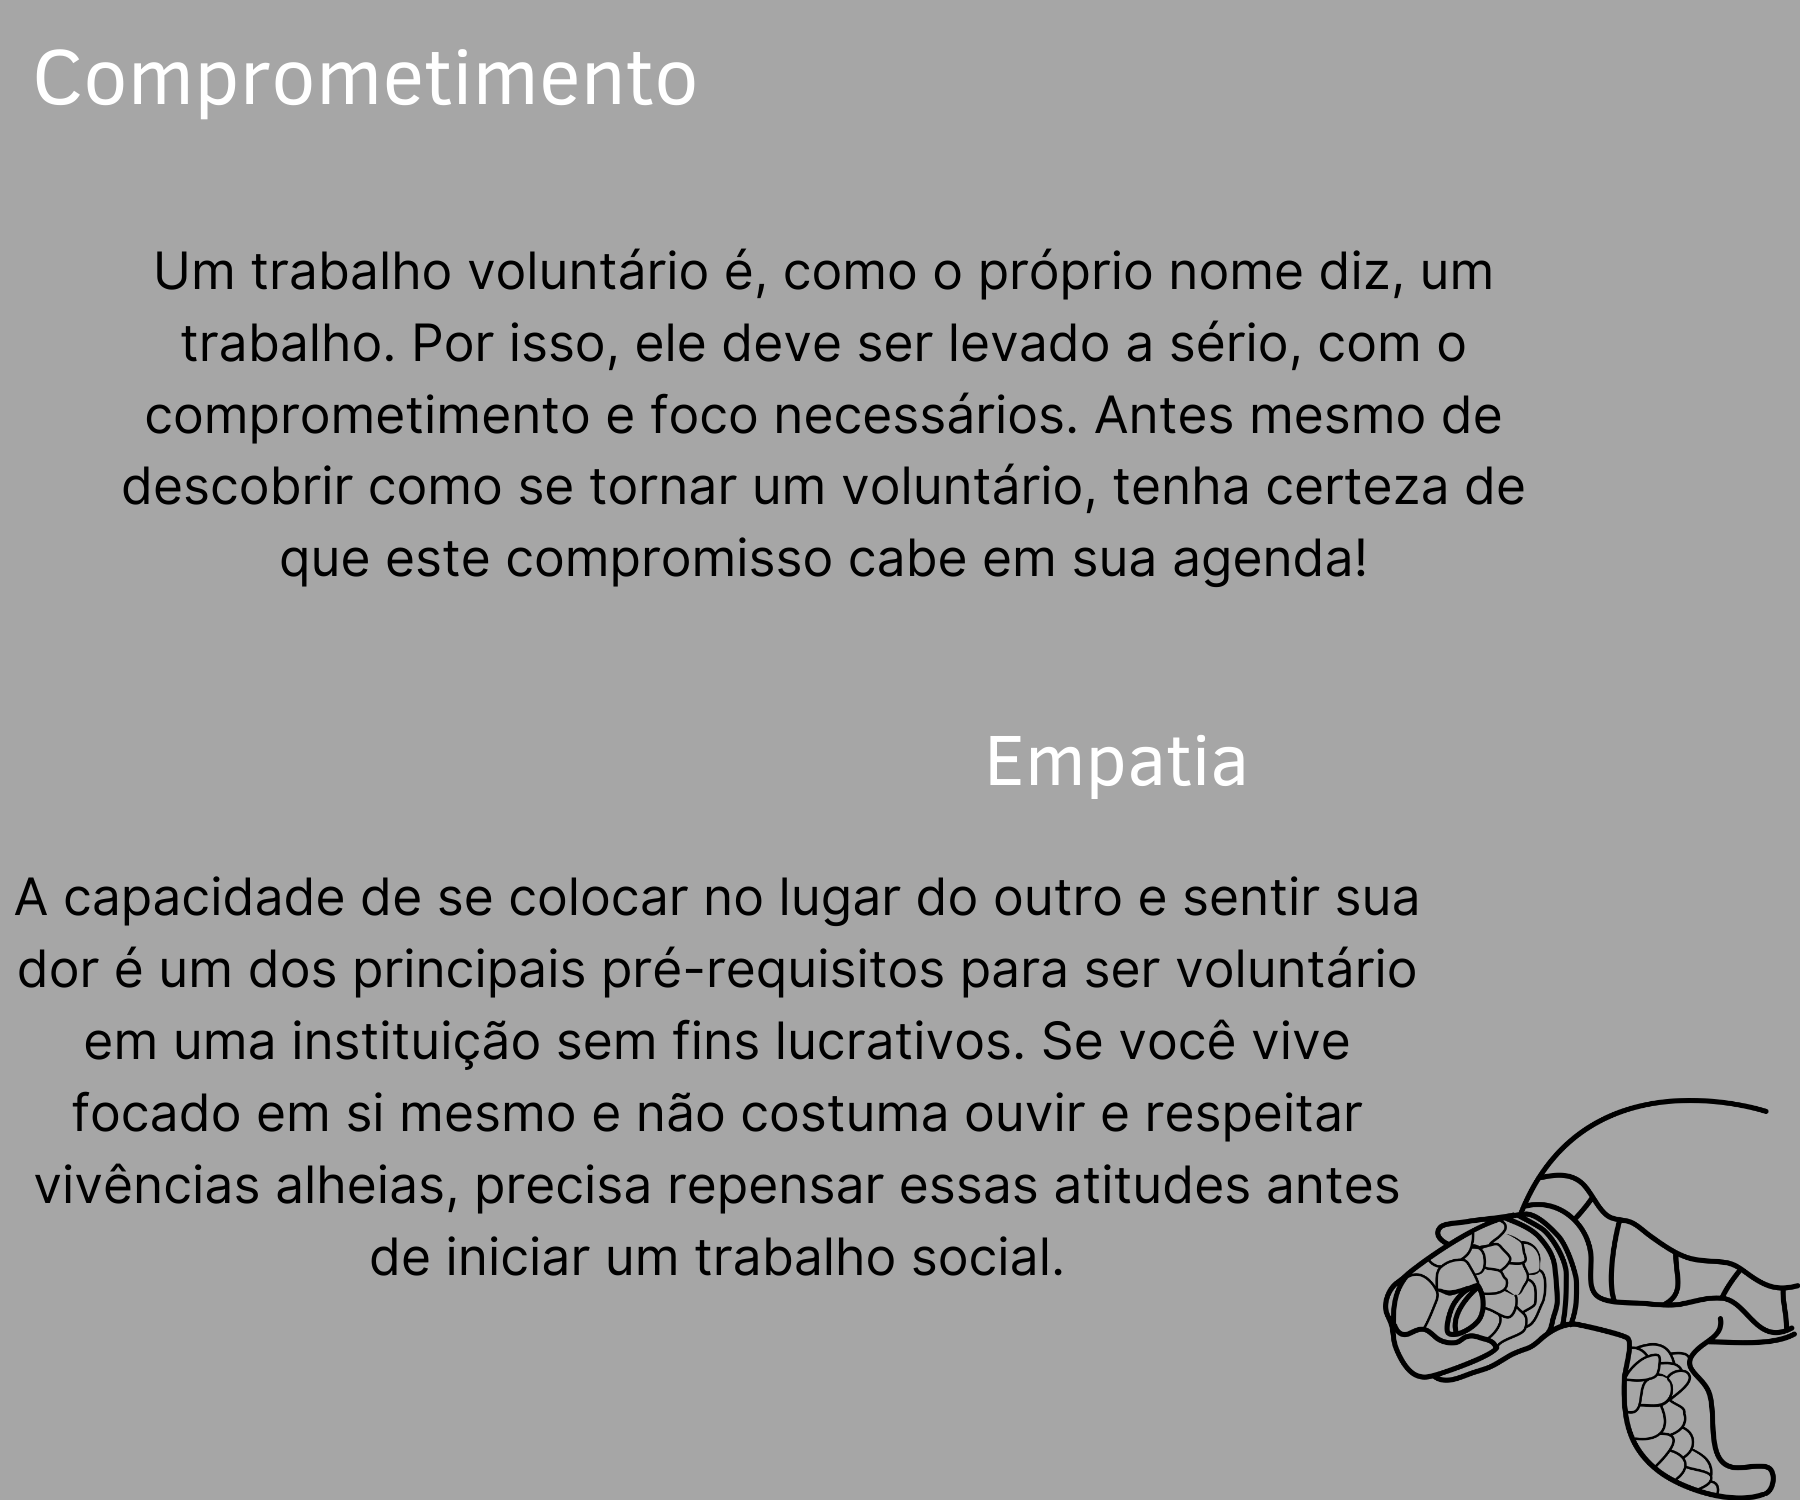 Comprometimento
Um trabalho voluntário é, como o próprio nome diz, um
trabalho. Por isso, ele deve ser levado a sério, com o
comprometimento e foco necessários. Antes mesmo de
descobrir como se tornar um voluntário, tenha certeza de
que este compromisso cabe em sua agenda!
Empatia
A capacidade de se colocar no lugar do outro e sentir sua
dor é um dos principais pré-requisitos para ser voluntário
em uma instituição sem fins lucrativos. Se você vive
focado em si mesmo e não costuma ouvir e respeitar
vivências alheias, precisa repensar essas atitudes antes
de iniciar um trabalho social.